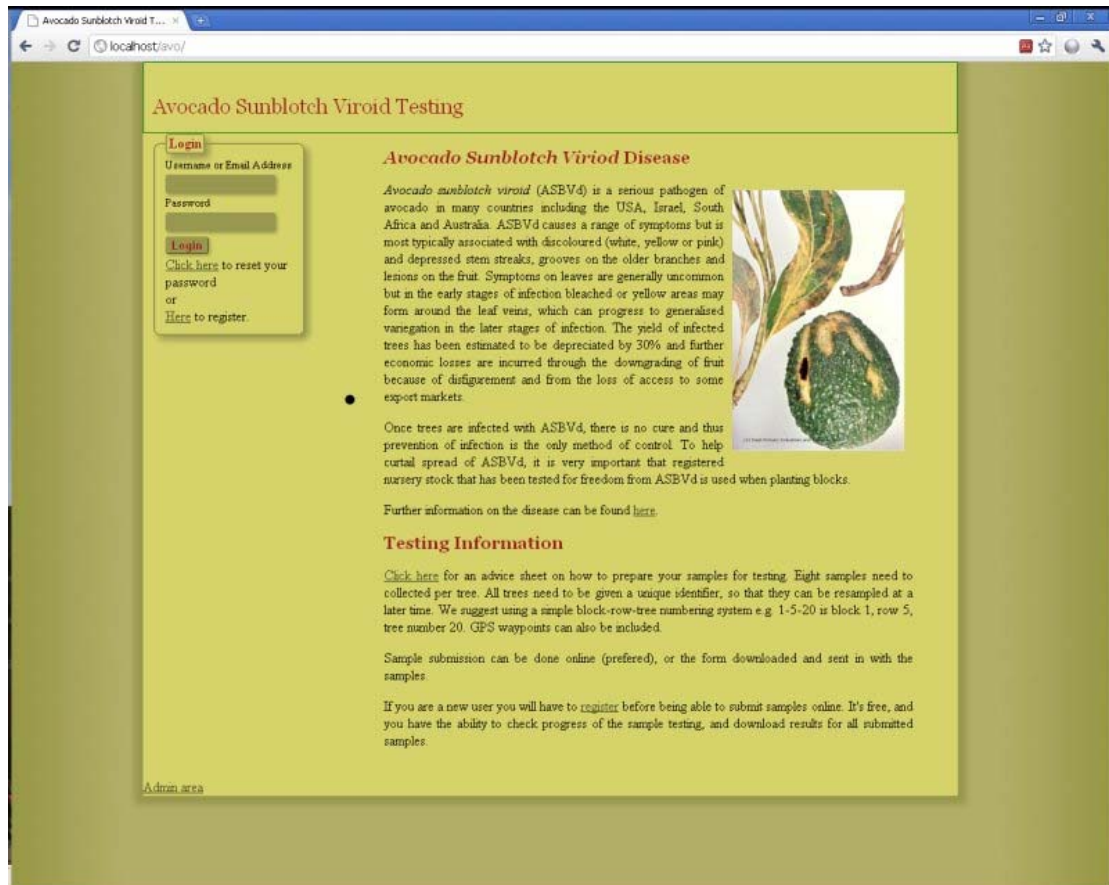 Avocado Sunblotch Viroid T...
localhost/avo/
Avocado Sunblotch Viroid Testing
Login
Username or Email Address
Password
Login
Click here to reset your
password
or
Here to register.
Avocado Sunblotch Viriod Disease
Avocado sunblotch viroid (ASBVd) is a serious pathogen of
avocado in many countries including the USA, Israel, South
Africa and Australia. ASBVd causes a range of symptoms but is
most typically associated with discoloured (white, yellow or pink)
and depressed stem streaks, grooves on the older branches and
lesions on the fruit. Symptoms on leaves are generally uncommon
but in the early stages of infection bleached or yellow areas may
form around the leaf veins, which can progress to generalised
variegation in the later stages of infection. The yield of infected
trees has been estimated to be depreciated by 30% and further
economic losses are incurred through the downgrading of fruit
because of disfigurement and from the loss of access to some
export markets.
Once trees are infected with ASBVd, there is no cure and thus
prevention of infection is the only method of control. To help
curtail spread of ASBVd, it is very important that registered
nursery stock that has been tested for freedom from ASBVd is used when planting blocks.
Further information on the disease can be found here.
Testing Information
Click here for an advice sheet on how to prepare your samples for testing. Eight samples need to
collected per tree. All trees need to be given a unique identifier, so that they can be resampled at a
later time. We suggest using a simple block-row-tree numbering system e.g. 1-5-20 is block 1, row 5,
tree number 20. GPS waypoints can also be included.
Sample submission can be done online (prefered), or the form downloaded and sent in with the
samples.
If you are a new user you will have to register before being able to submit samples online. It's free, and
you have the ability to check progress of the sample testing, and download results for all submitted
samples.
Admin area